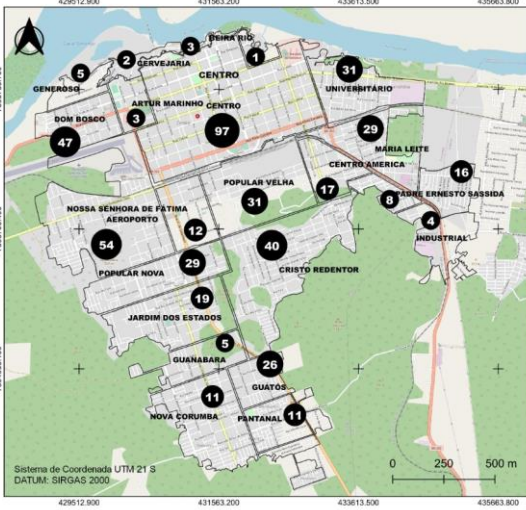 429512.900 431563.200 433613.500 435663.800
BEIRA RIO
3
2
1
CERVEJARIA
5
CENTRO
31
GENEROSO
UNIVERSITÁRIO
ARTUR MARINHO
CENTRO
DOM BOSCO
3
47
97
29
MARIA LEITE
CENTRO AMERICA
16
POPULAR VELHA
17
PADRE ERNESTO SASSIDA
8
31
NOSSA SENHORA DE FÁTIMA
AEROPORTO
4
12
INDUSTRIAL
54
40
29
CRISTO REDENTOR
POPULAR NOVA
19
JARDIM DOS ESTADOS
5
GUANABARA
26
GUATÓS
11
NOVA CORUMBA
PANTANAL
11
Sistema de Coordenada UTM 21 S
DATUM: SIRGAS 2000
0 250 500 m
429512.900 431563.200 433613.500 435663.800